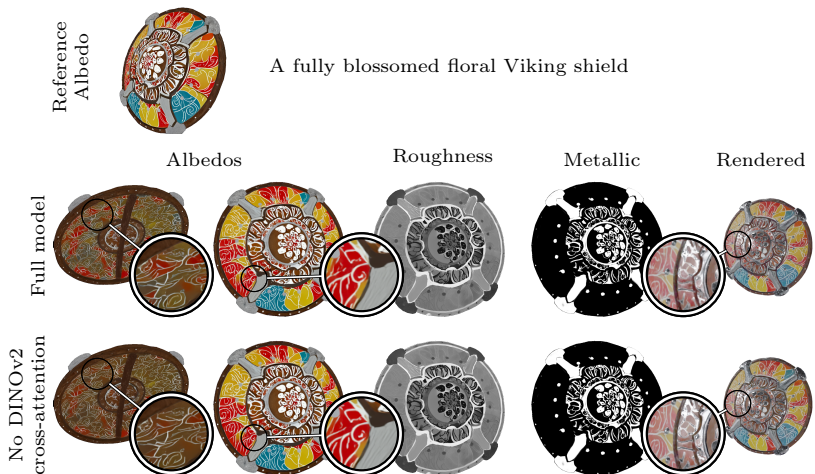 Reference
Albedo
A fully blossomed floral Viking shield
Albedos
Roughness
Metallic
Rendered
Full model
No DINOv2
cross-attention